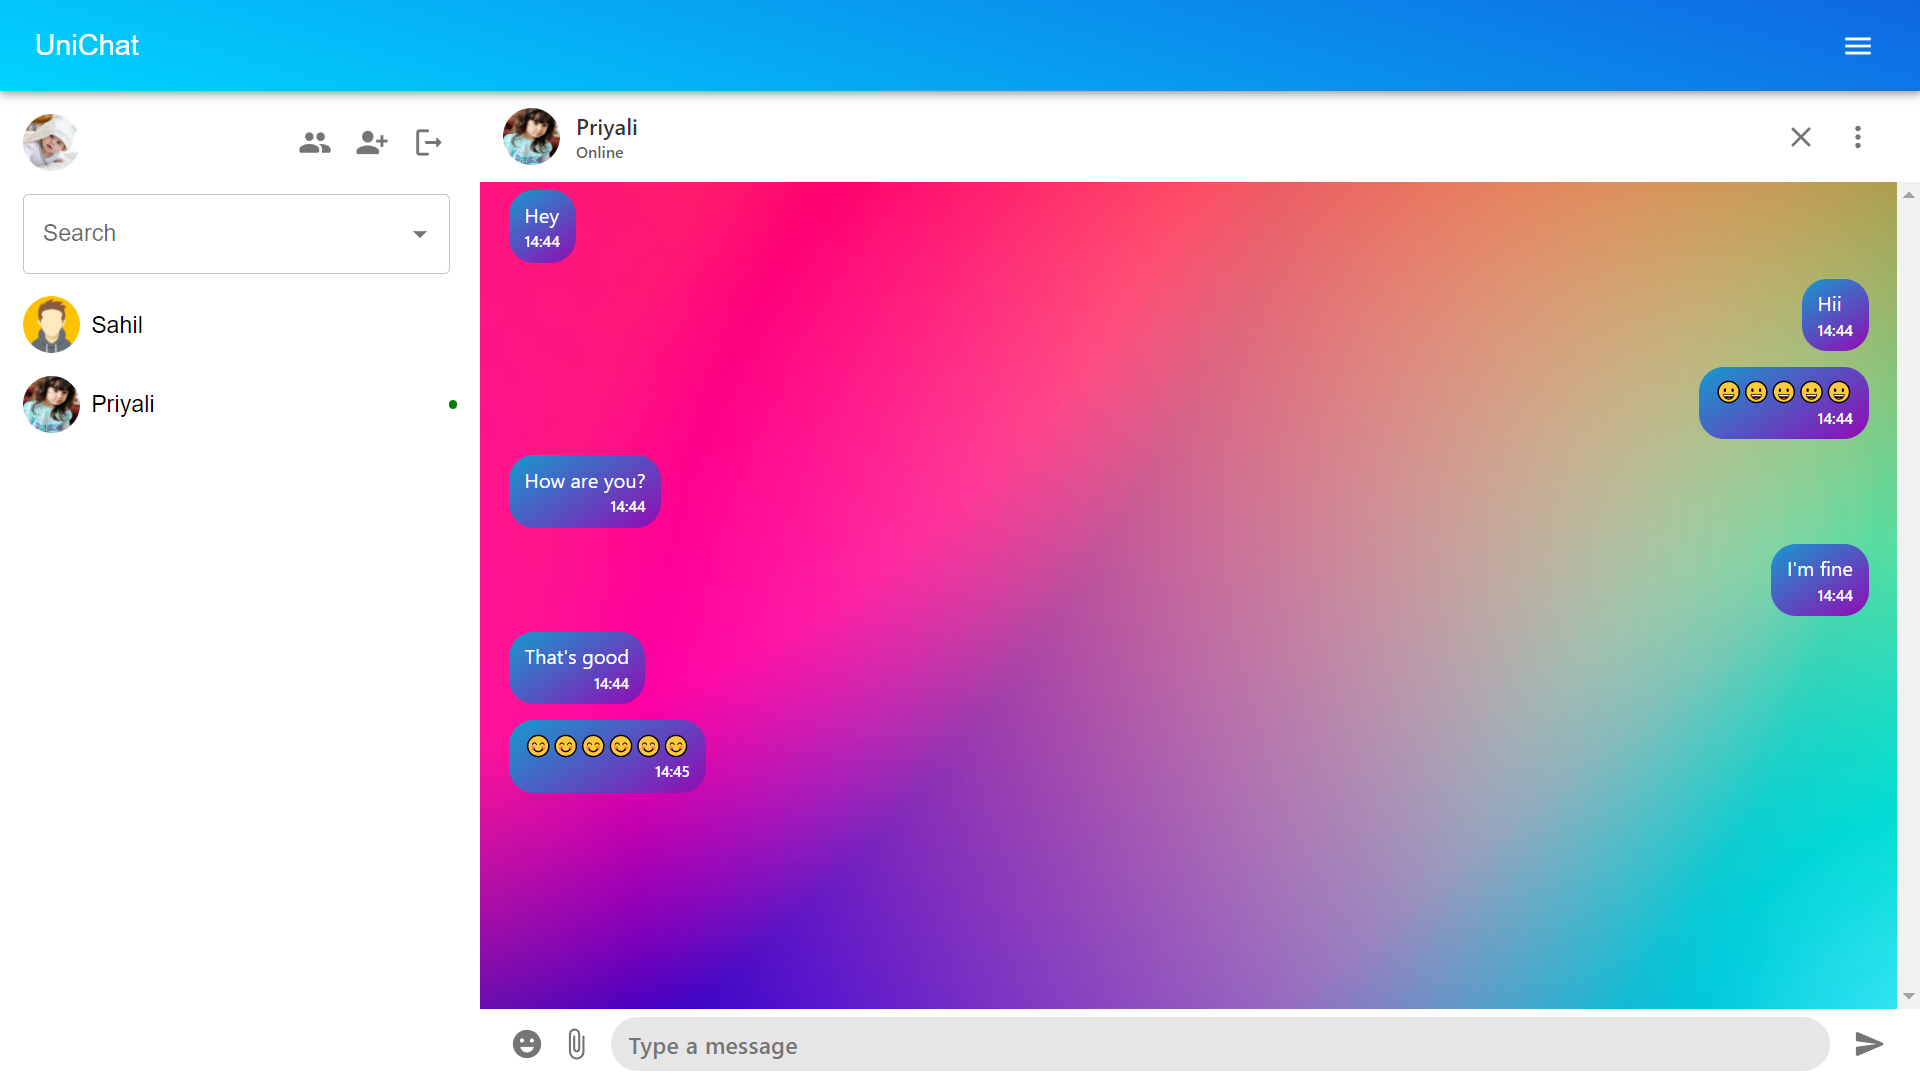 UniChat
Search
Sahil
Priyali
Priyali
Online
Hey
14:44
Hii
14:44
😀😀😀😀😀
14:44
How are you?
14:44
I'm fine
14:44
That's good
14:44
😊😊😊😊😊😊
14:45
Type a message